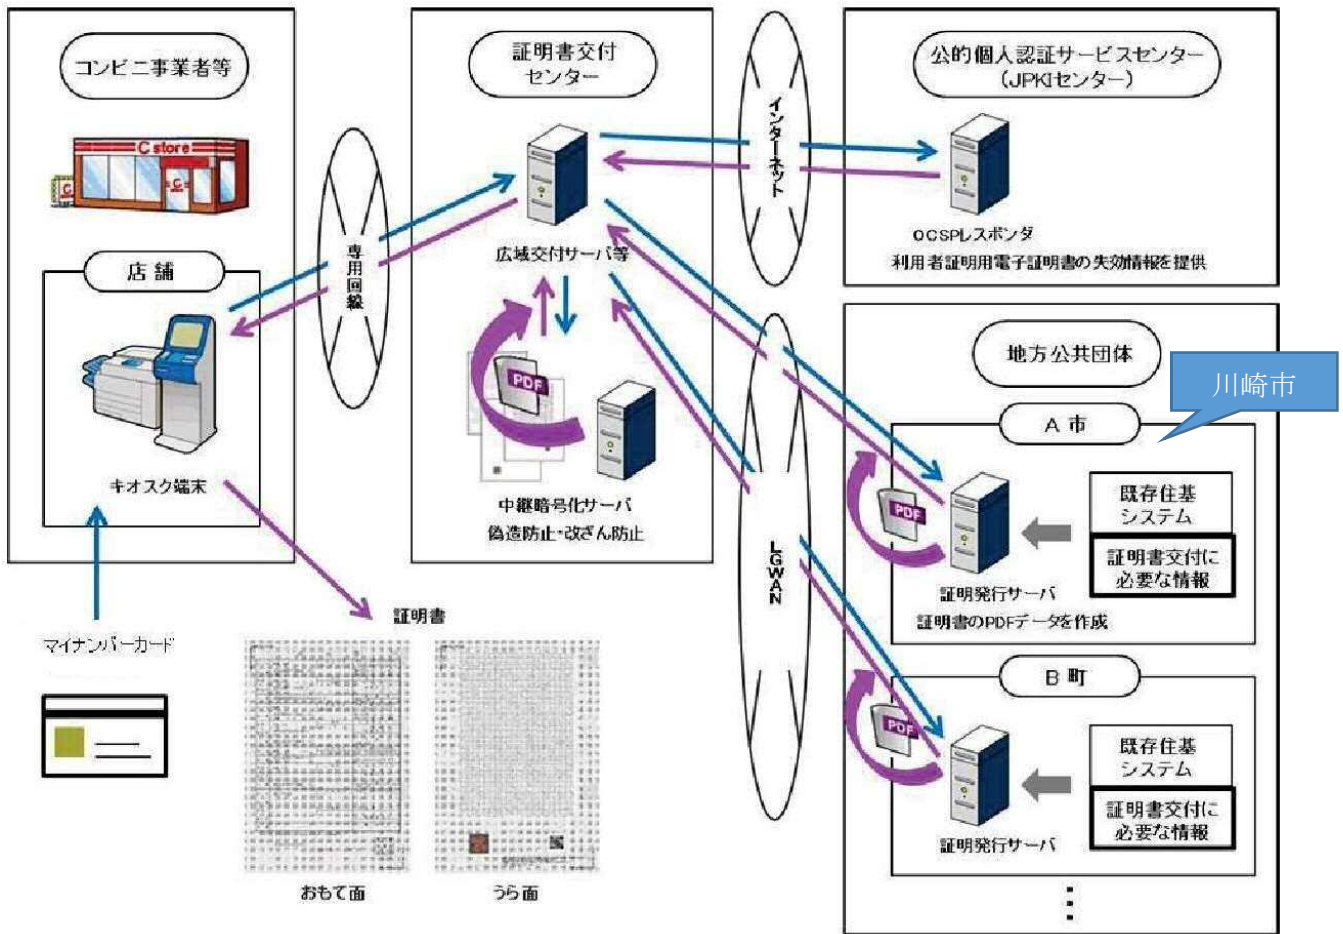 コンビニ事業者等
C store
C
C
店舗
キオスク端末
マイナンバーカード
専用回線
証明書交付
センター
広域交付サーバ等
PDF
中継暗号化サーバ
偽造防止・改ざん防止
証明書
おもて面
うら面
インターネット
公的個人認証サービスセンター
(JPKIセンター)
OCSPレスポンダ
利用者証明用電子証明書の失効情報を提供
LGWAN
地方公共団体
川崎市
A 市
PDF
既存住基
システム
証明書交付に
必要な情報
証明発行サーバ
証明書のPDFデータを作成
B 町
PDF
既存住基
システム
証明書交付に
必要な情報
証明発行サーバ